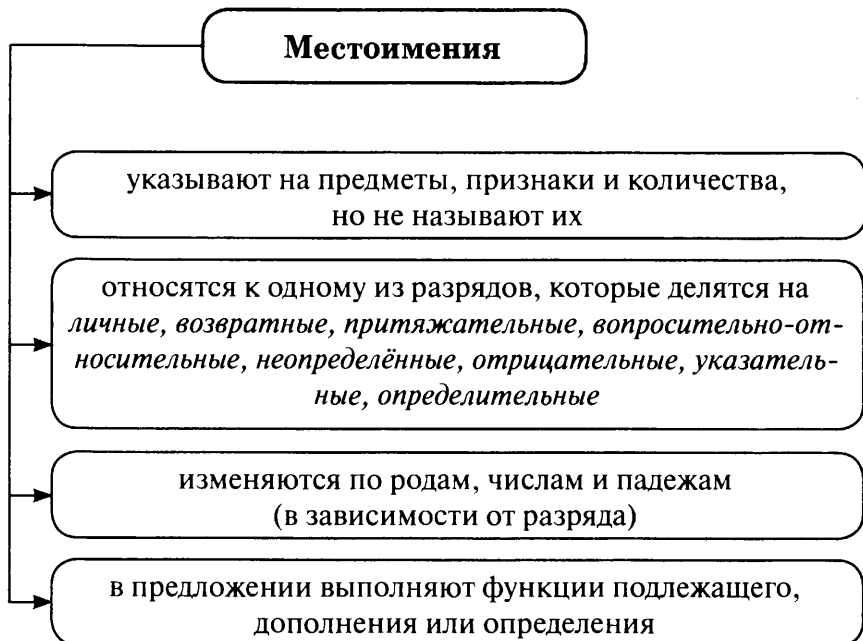 Местоимения
указывают на предметы, признаки и количества,
но не называют их
относятся к одному из разрядов, которые делятся на
личные, возвратные, притяжательные, вопросительно-от-
носительные, неопределённые, отрицательные, указатель-
ные, определительные
изменяются по родам, числам и падежам
(в зависимости от разряда)
в предложении выполняют функции подлежащего,
дополнения или определения